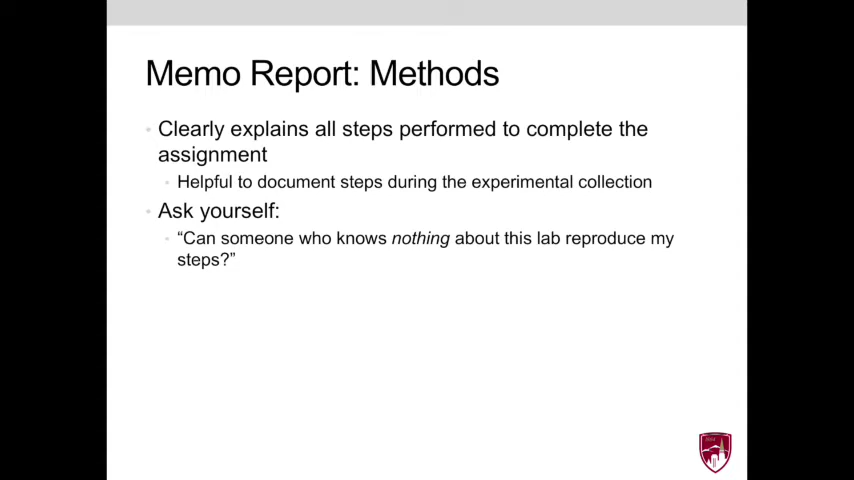 Memo Report: Methods
Clearly explains all steps performed to complete the
assignment
Helpful to document steps during the experimental collection
Ask yourself:
“Can someone who knows nothing about this lab reproduce my
steps?”